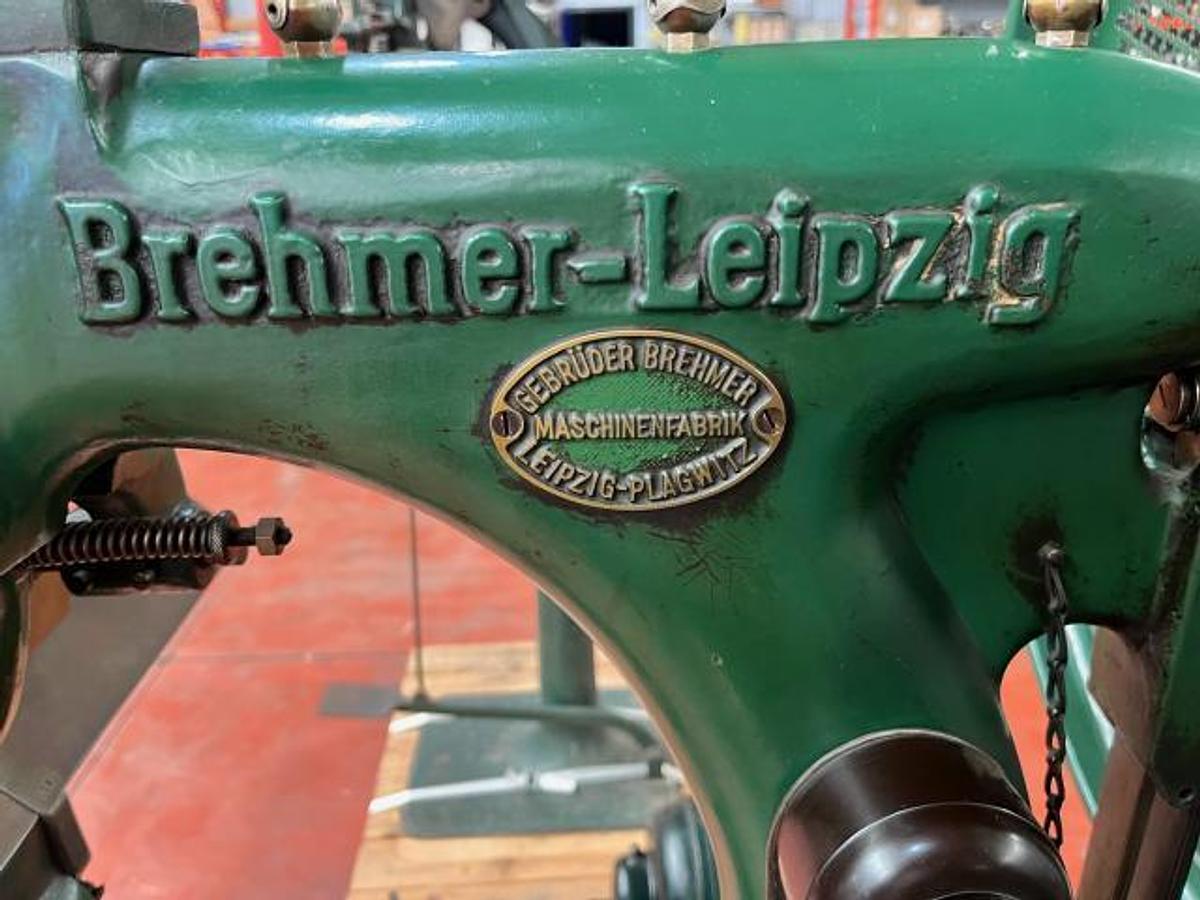 Brehmer-Leipzig
GEBRÜDER BREHMER
MASCHINENFABRIK
LEIPZIG-PLAGWITZ